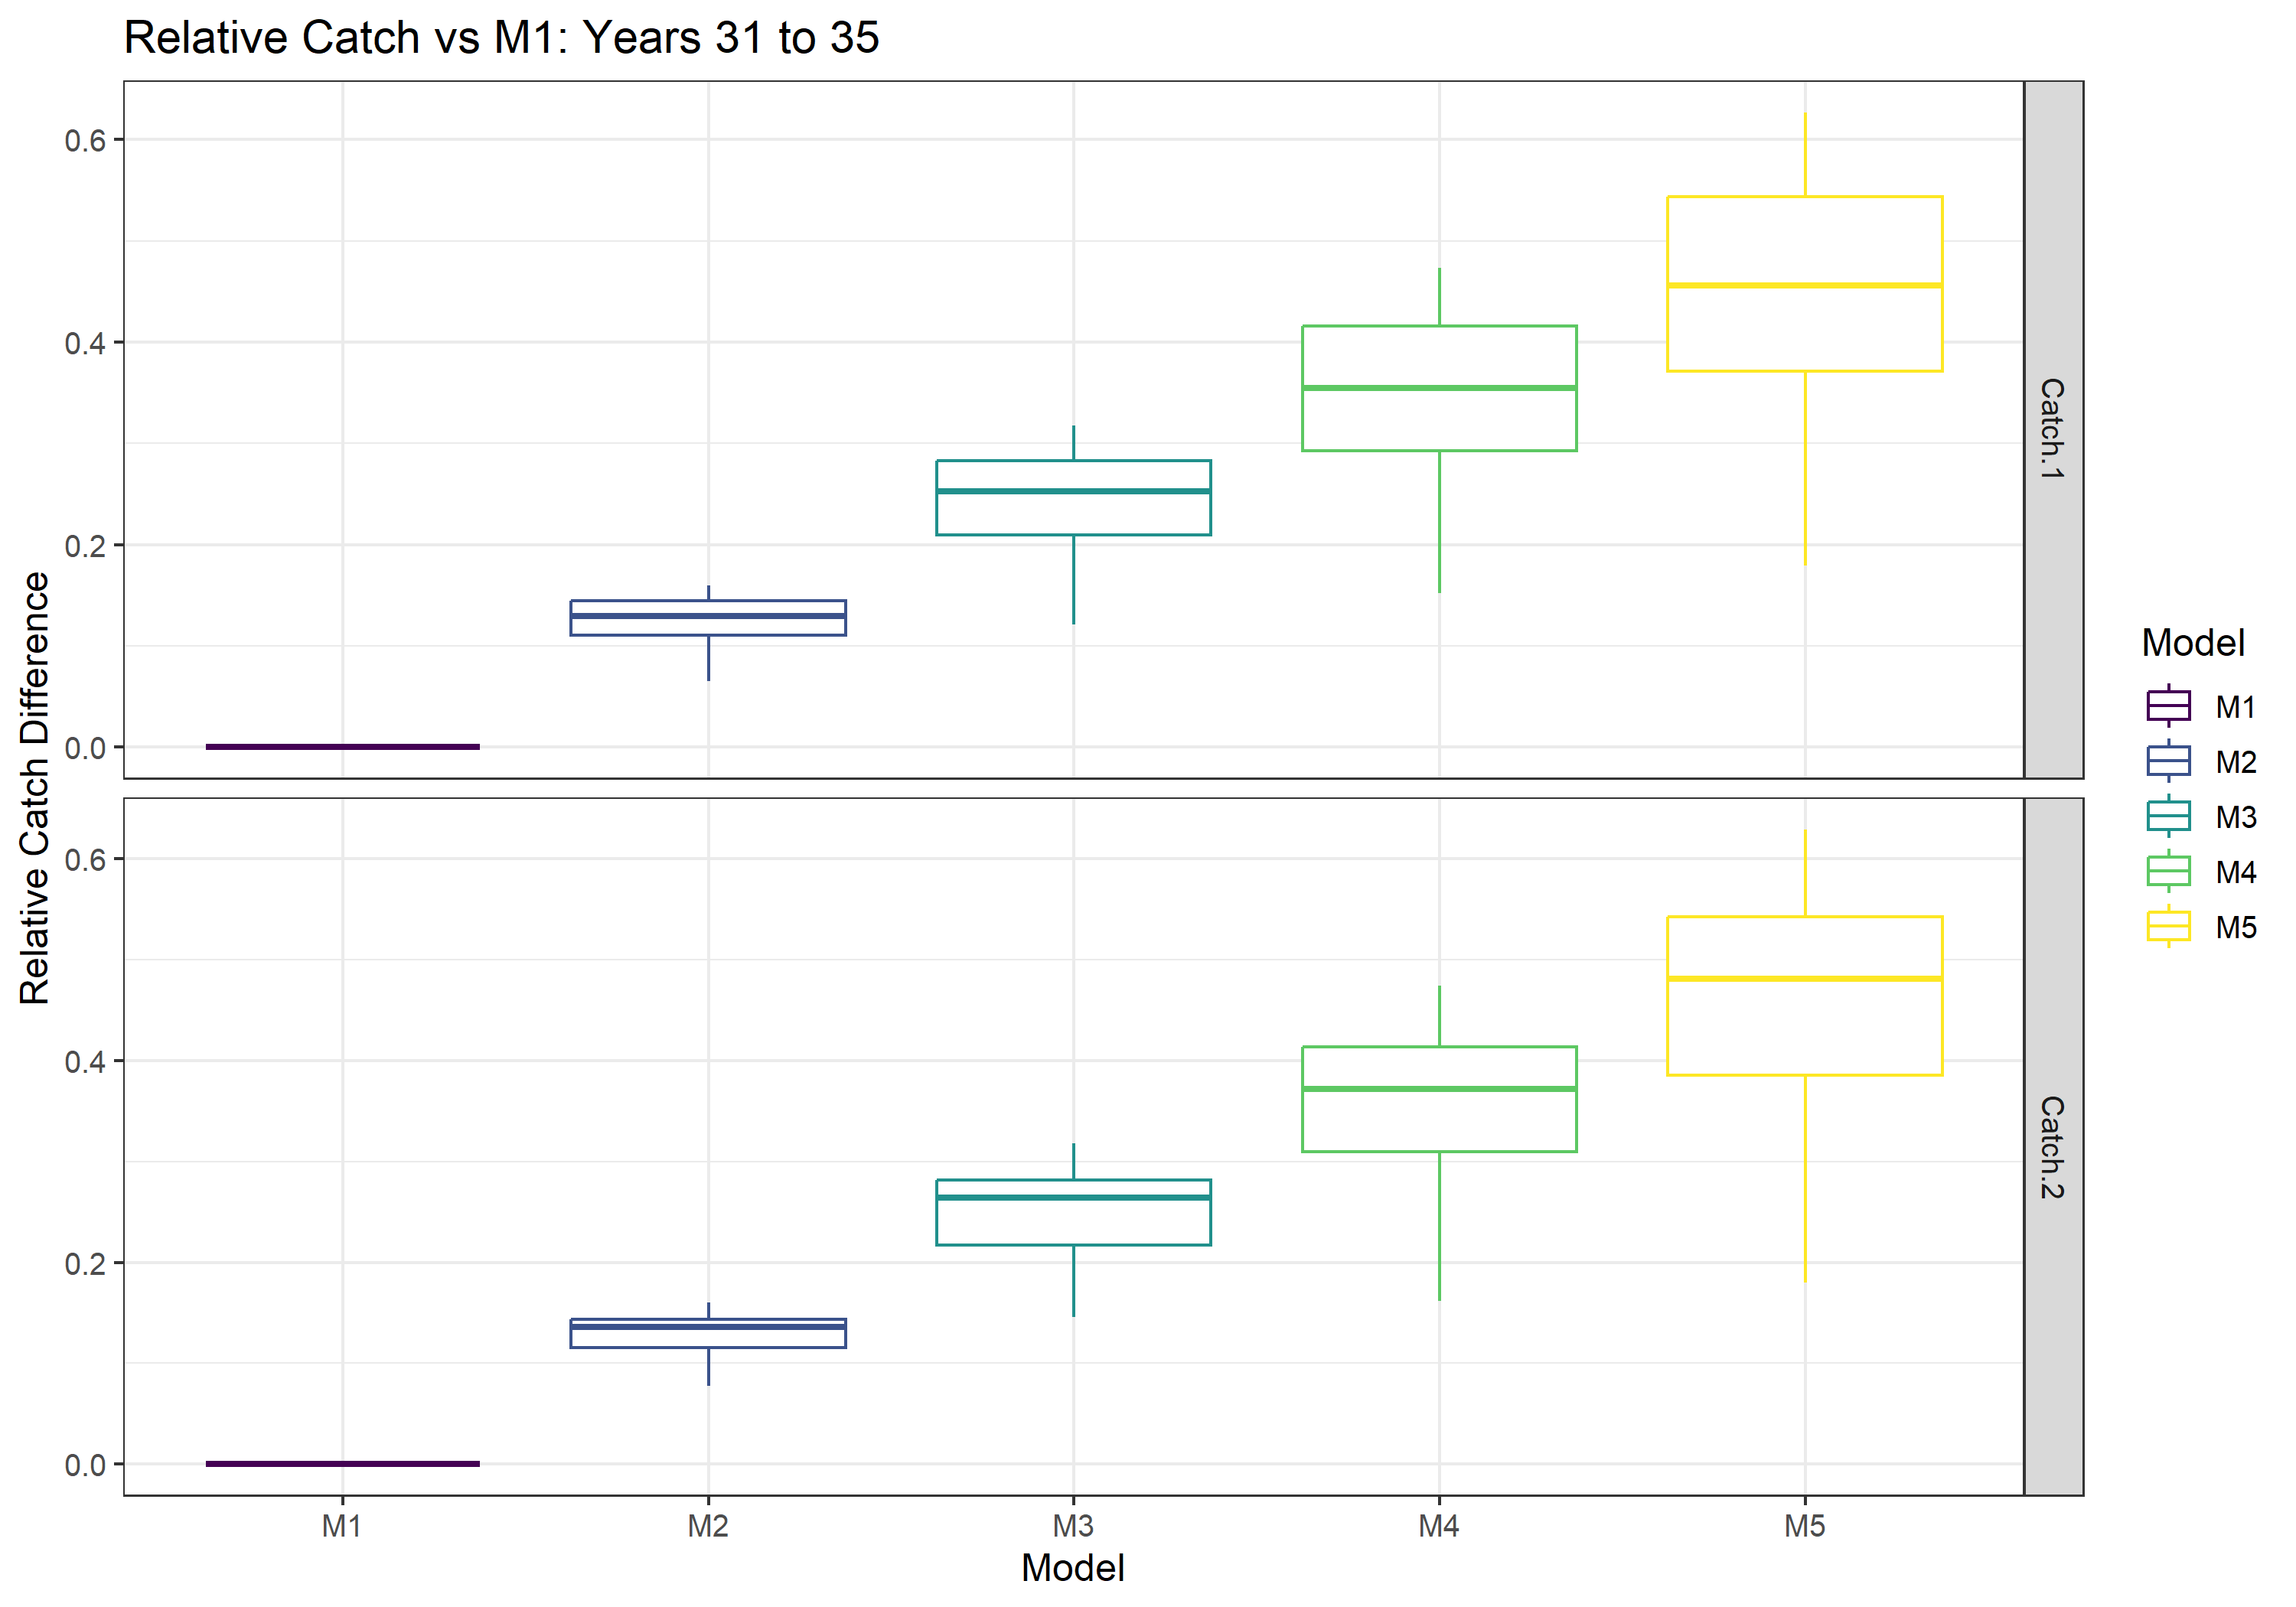 Relative Catch vs M1: Years 31 to 35
Relative Catch Difference
0.6
0.4
0.2
0.0
Catch.1
0.6
0.4
0.2
0.0
Catch.2
M1
M2
M3
M4
M5
Model
Model
M1
M2
M3
M4
M5